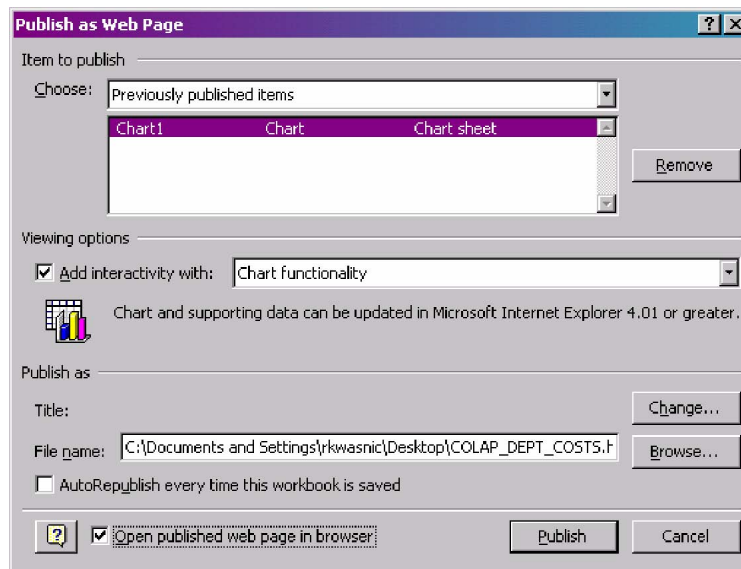 Publish as Web Page
Item to publish
Choose: Previously published items
Chart1 Chart Chart sheet
Remove
Viewing options
Add interactivity with: Chart functionality
Chart and supporting data can be updated in Microsoft Internet Explorer 4.01 or greater.
Publish as
Title: Change...
File name: C:\Documents and Settings\rkwasnic\Desktop\COLAP_DEPT_COSTS.h Browse...
AutoRepublish every time this workbook is saved
Open published web page in browser Publish Cancel